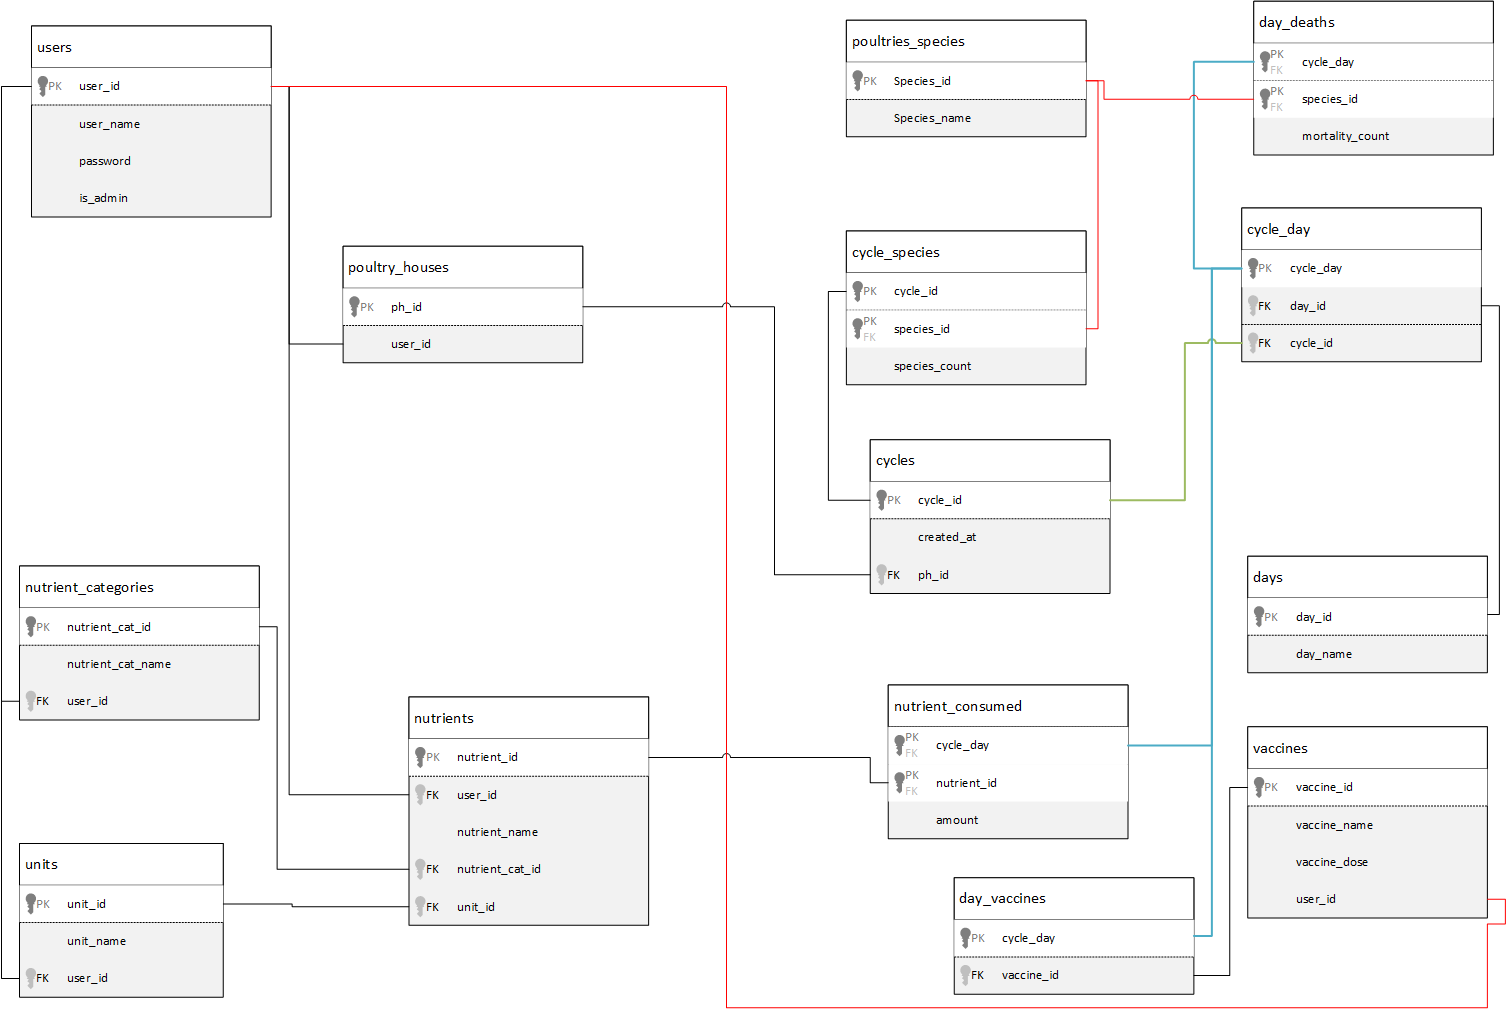 users
PK user_id
user_name
password
is_admin
poultries_species
PK Species_id
Species_name
day_deaths
PK FK cycle_day
PK FK species_id
mortality_count
poultry_houses
PK ph_id
user_id
cycle_species
PK cycle_id
PK FK species_id
species_count
cycle_day
PK cycle_day
FK day_id
FK cycle_id
cycles
PK cycle_id
created_at
FK ph_id
nutrient_categories
PK nutrient_cat_id
nutrient_cat_name
FK user_id
days
PK day_id
day_name
nutrients
PK nutrient_id
FK user_id
nutrient_name
FK nutrient_cat_id
FK unit_id
nutrient_consumed
PK FK cycle_day
PK FK nutrient_id
amount
vaccines
PK vaccine_id
vaccine_name
vaccine_dose
user_id
units
PK unit_id
unit_name
FK user_id
day_vaccines
PK cycle_day
FK vaccine_id